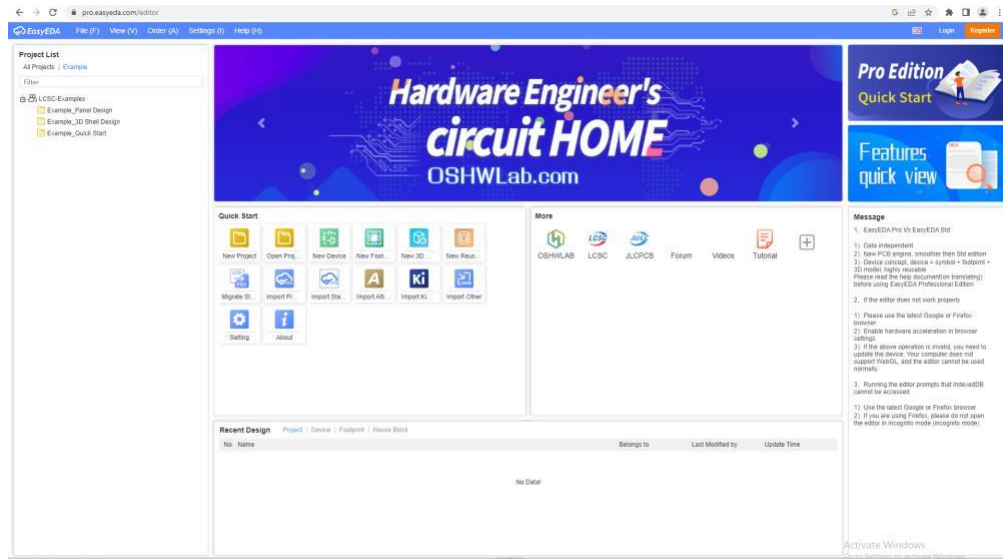 pro.easyeda.com/editor
EasyEDA File (F) View (V) Order (A) Settings (I) Help (H) Login Register
Project List
All Projects | Example
Filter
LCSC-Examples
Example_Panel Design
Example_3D Shell Design
Example_Quick Start
Hardware Engineer's
circuit HOME
OSHWLab.com
Pro Edition
Quick Start
Features
quick view
NEW
Quick Start
New Project Open Proj... New Device New Foot... New 3D ... New Reus...
Migrate St... Import Pr... Import Sta... Import Alti... Import Ki... Import Other
Setting About
More
OSHWLAB LCSC JLCPCB Forum Videos Tutorial
Message
1、EasyEDA Pro Vs EasyEDA Std
1）Data independent
2）New PCB engine, smoother then Std edition
3）Device concept, device = symbol + footprint +
3D model, highly reusable
Please read the help document(on translating)
before using EasyEDA Professional Edition
2、If the editor does not work properly
1）Please use the latest Google or Firefox
browser
2）Enable hardware acceleration in browser
settings
3）If the above operation is invalid, you need to
update the device. Your computer does not
support WebGL, and the editor cannot be used
normally.
3、Running the editor prompts that indexedDB
cannot be accessed
1）Use the latest Google or Firefox browser
2）If you are using Firefox, please do not open
the editor in incognito mode (incognito mode)
Recent Design Project | Device | Footprint | Reuse Block
No. Name Belongs to Last Modified by Update Time
No Data!
Activate Windows
Go to Settings to activate Windows.